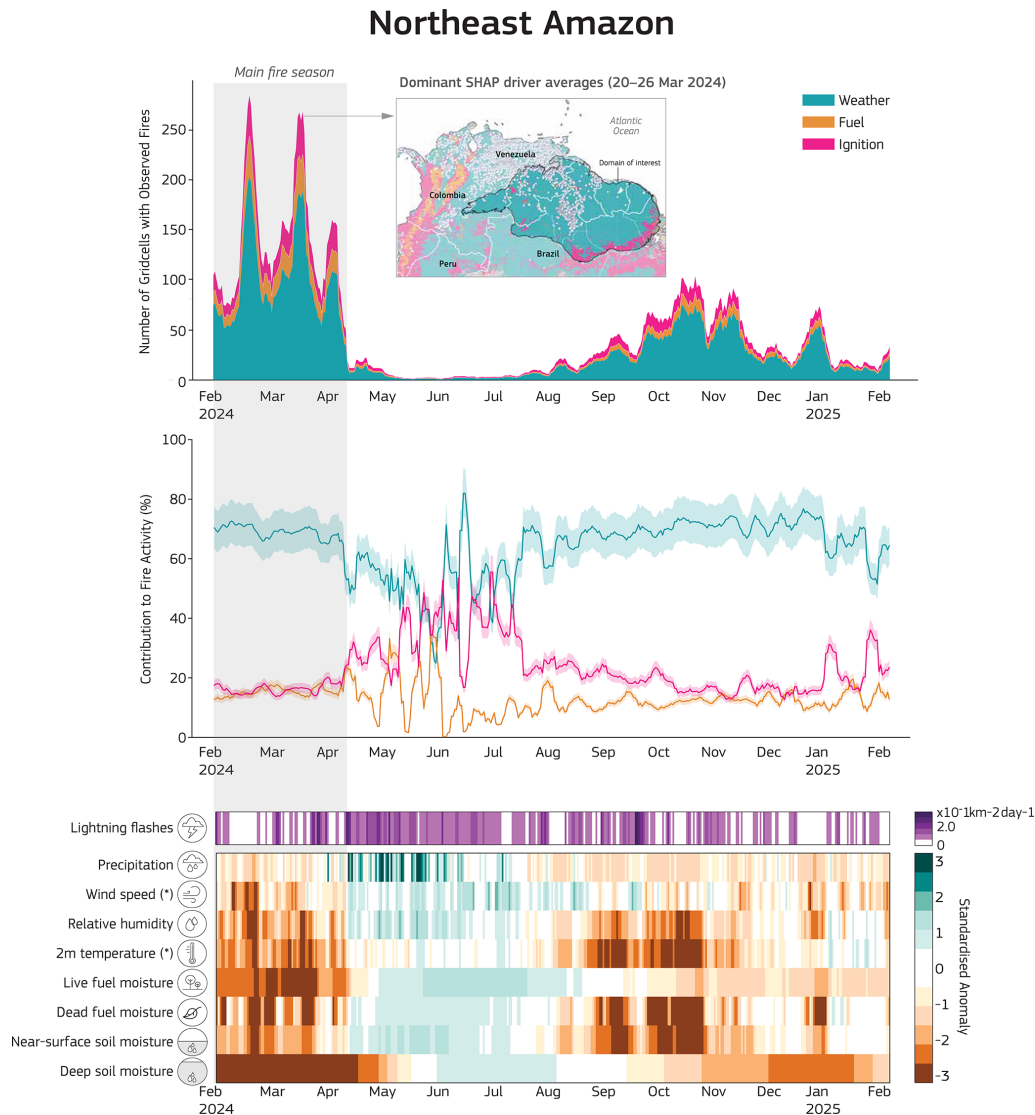 Northeast Amazon
Main fire season
Dominant SHAP driver averages (20–26 Mar 2024)
Weather
Fuel
Ignition
Atlantic
Ocean
Venezuela
Domain of interest
Colombia
Brazil
Peru
Number of Gridcells with Observed Fires
250
200
150
100
50
0
Feb Mar Apr May Jun Jul Aug Sep Oct Nov Dec Jan Feb
2024 2025
Contribution to Fire Activity (%)
100
80
60
40
20
0
Feb Mar Apr May Jun Jul Aug Sep Oct Nov Dec Jan Feb
2024 2025
Lightning flashes
x10⁻¹km-2day-1
2.0
0
Precipitation
Wind speed (*)
Relative humidity
2m temperature (*)
Live fuel moisture
Dead fuel moisture
Near-surface soil moisture
Deep soil moisture
3
2
1
0
-1
-2
-3
Standardised Anomaly
Feb Mar Apr May Jun Jul Aug Sep Oct Nov Dec Jan Feb
2024 2025